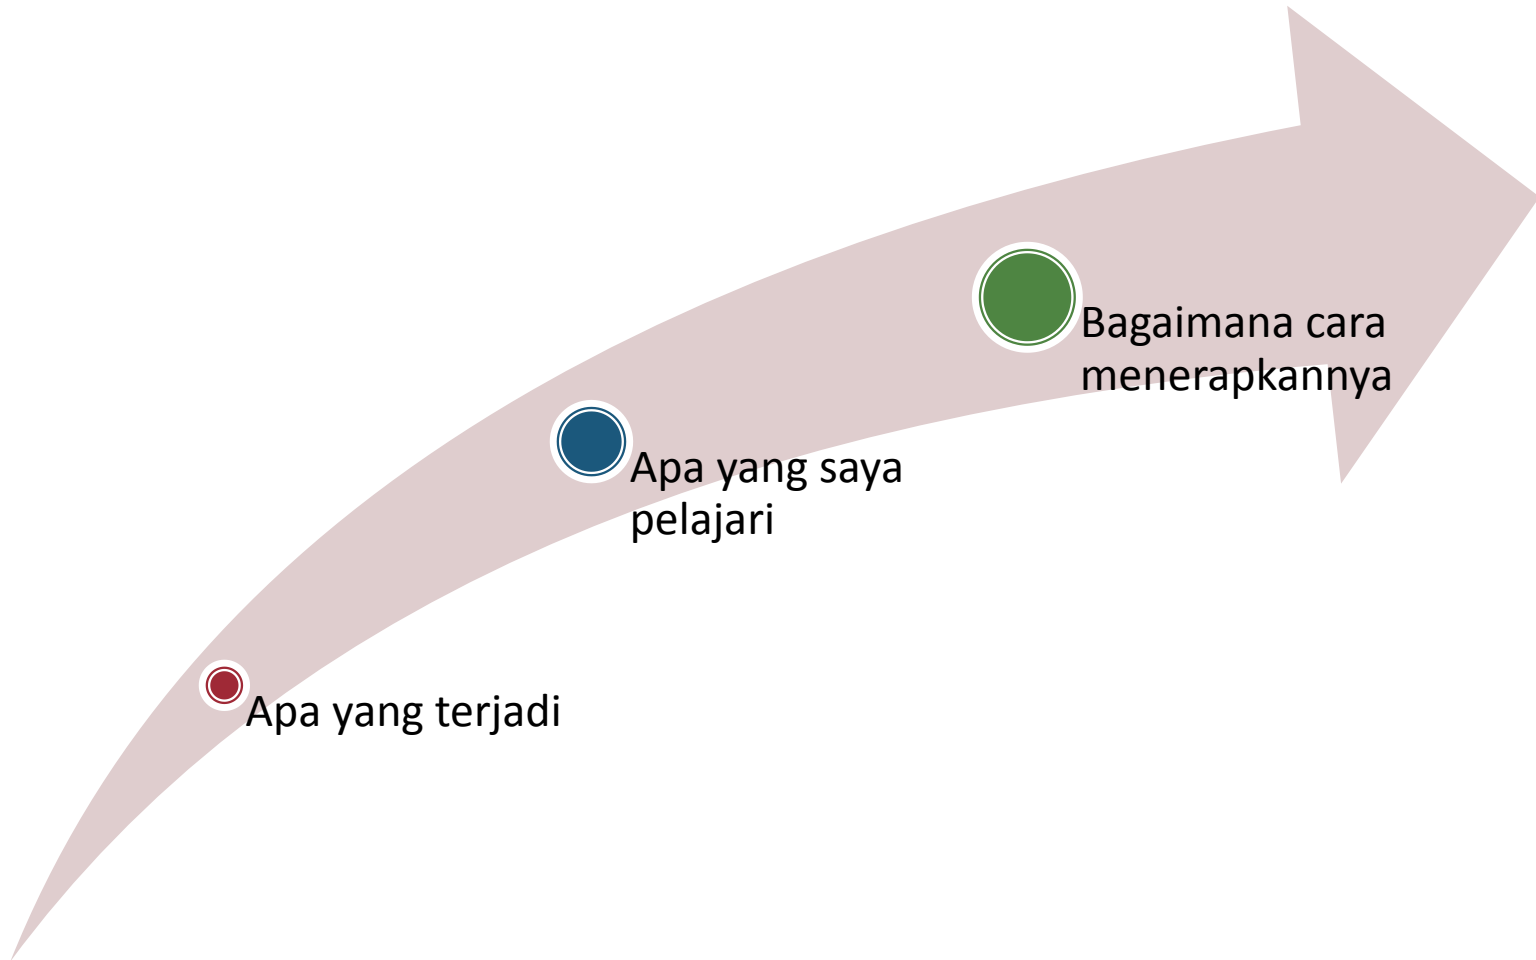 Bagaimana cara
menerapkannya
Apa yang saya
pelajari
Apa yang terjadi